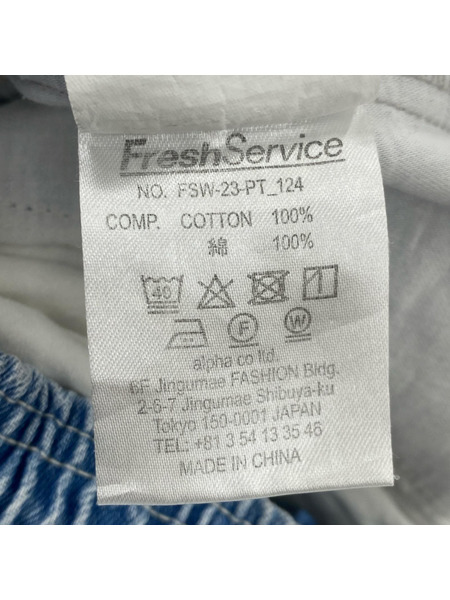 FreshService
NO. FSW-23-PT_124
COMP. COTTON 100%
綿 100%
40
F W
alpha co ltd.
6F Jingumae FASHION Bldg.
2-6-7 Jingumae Shibuya-ku
Tokyo 150-0001 JAPAN
TEL: +81 3 54 13 35 46
MADE IN CHINA